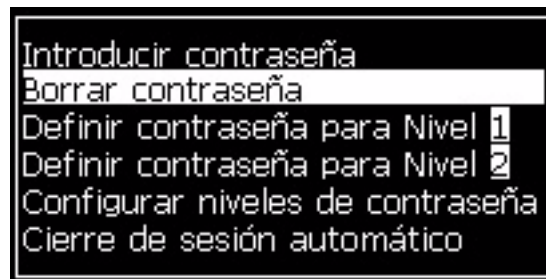 Introducir contraseña
Borrar contraseña
Definir contraseña para Nivel 1
Definir contraseña para Nivel 2
Configurar niveles de contraseña
Cierre de sesión automático